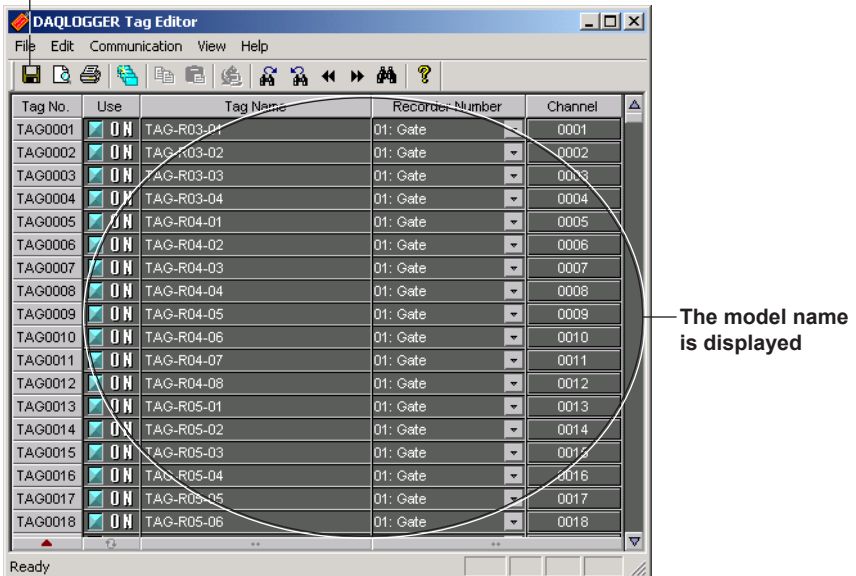 DAQLOGGER Tag Editor
File Edit Communication View Help
Tag No. Use Tag Name Recorder Number Channel
TAG0001 ON TAG-R03-01 01: Gate 0001
TAG0002 ON TAG-R03-02 01: Gate 0002
TAG0003 ON TAG-R03-03 01: Gate 0003
TAG0004 ON TAG-R03-04 01: Gate 0004
TAG0005 ON TAG-R04-01 01: Gate 0005
TAG0006 ON TAG-R04-02 01: Gate 0006
TAG0007 ON TAG-R04-03 01: Gate 0007
TAG0008 ON TAG-R04-04 01: Gate 0008
TAG0009 ON TAG-R04-05 01: Gate 0009
TAG0010 ON TAG-R04-06 01: Gate 0010
TAG0011 ON TAG-R04-07 01: Gate 0011
TAG0012 ON TAG-R04-08 01: Gate 0012
TAG0013 ON TAG-R05-01 01: Gate 0013
TAG0014 ON TAG-R05-02 01: Gate 0014
TAG0015 ON TAG-R05-03 01: Gate 0015
TAG0016 ON TAG-R05-04 01: Gate 0016
TAG0017 ON TAG-R05-05 01: Gate 0017
TAG0018 ON TAG-R05-06 01: Gate 0018
Ready
The model name
is displayed